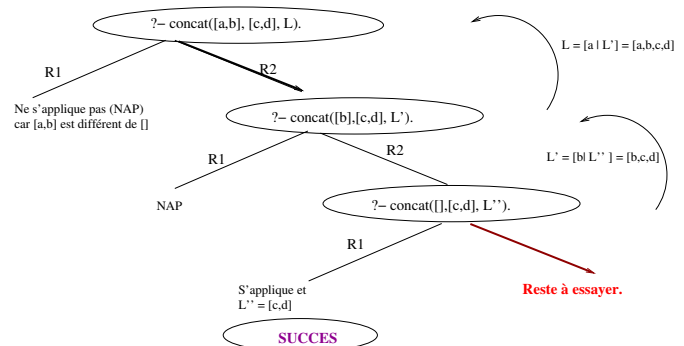 ?– concat([a,b], [c,d], L).
L = [a | L'] = [a,b,c,d]
R1
R2
Ne s'applique pas (NAP)
car [a,b] est différent de []
?– concat([b],[c,d], L').
R1
R2
L' = [b| L'' ] = [b,c,d]
NAP
?– concat([],[c,d], L'').
R1
S'applique et
L'' = [c,d]
Reste à essayer.
SUCCES